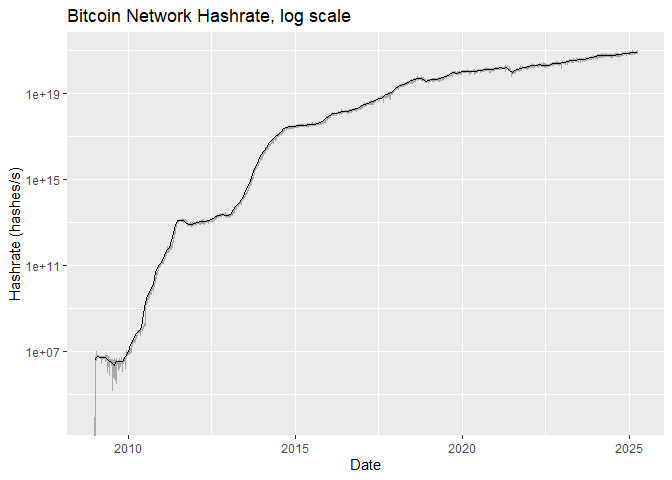 Bitcoin Network Hashrate, log scale
Hashrate (hashes/s)
1e+19
1e+15
1e+11
1e+07
2010 2015 2020 2025
Date